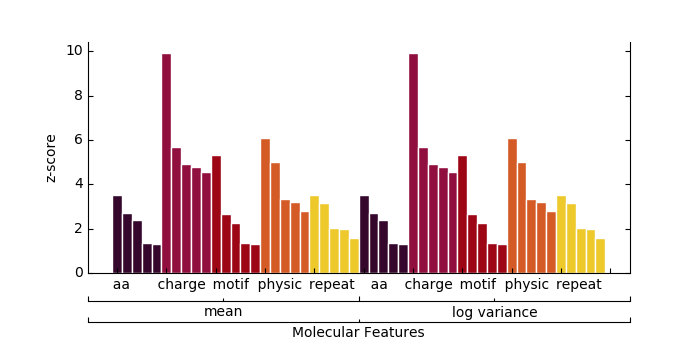 10
8
6
4
2
0
z-score
aa charge motif physic repeat aa charge motif physic repeat
mean log variance
Molecular Features